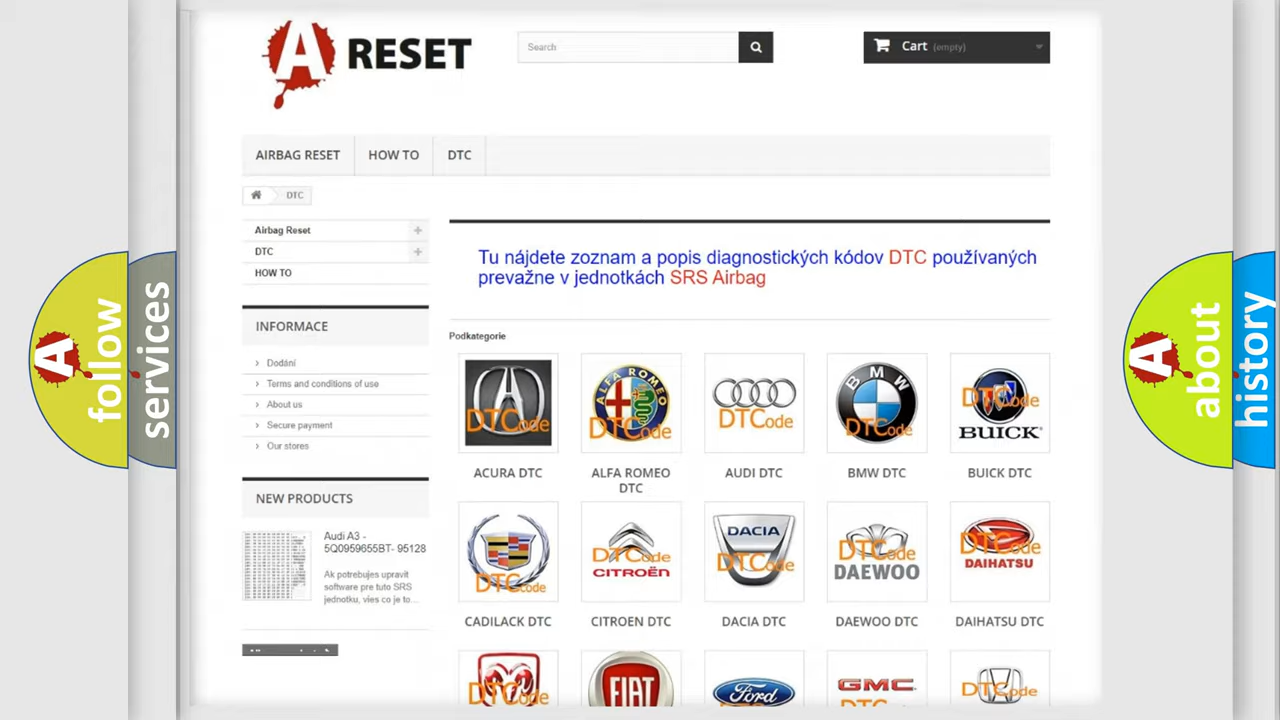 A RESET
Search
Cart (empty)
AIRBAG RESET
HOW TO
DTC
DTC
Airbag Reset
DTC
HOW TO
Tu nájdete zoznam a popis diagnostických kódov DTC používaných
prevažne v jednotkách SRS Airbag
INFORMACE
Dodání
Terms and conditions of use
About us
Secure payment
Our stores
Podkategorie
DTCode
ALFA ROMEO
DTCode
DTCode
BMW
DTCode
DTCode
BUICK
ACURA DTC
ALFA ROMEO
DTC
AUDI DTC
BMW DTC
BUICK DTC
NEW PRODUCTS
Audi A3 -
5Q0959655BT- 95128
Ak potrebujes upravit
software pre tuto SRS
jednotku, vies co je to...
DTCode
DTCode
CITROËN
DACIA
DTCode
DTCode
DAEWOO
DTCode
DAIHATSU
CADILACK DTC
CITROEN DTC
DACIA DTC
DAEWOO DTC
DAIHATSU DTC
DTCode
FIAT
Ford
GMC
DTCode
A follow
services
A about
history